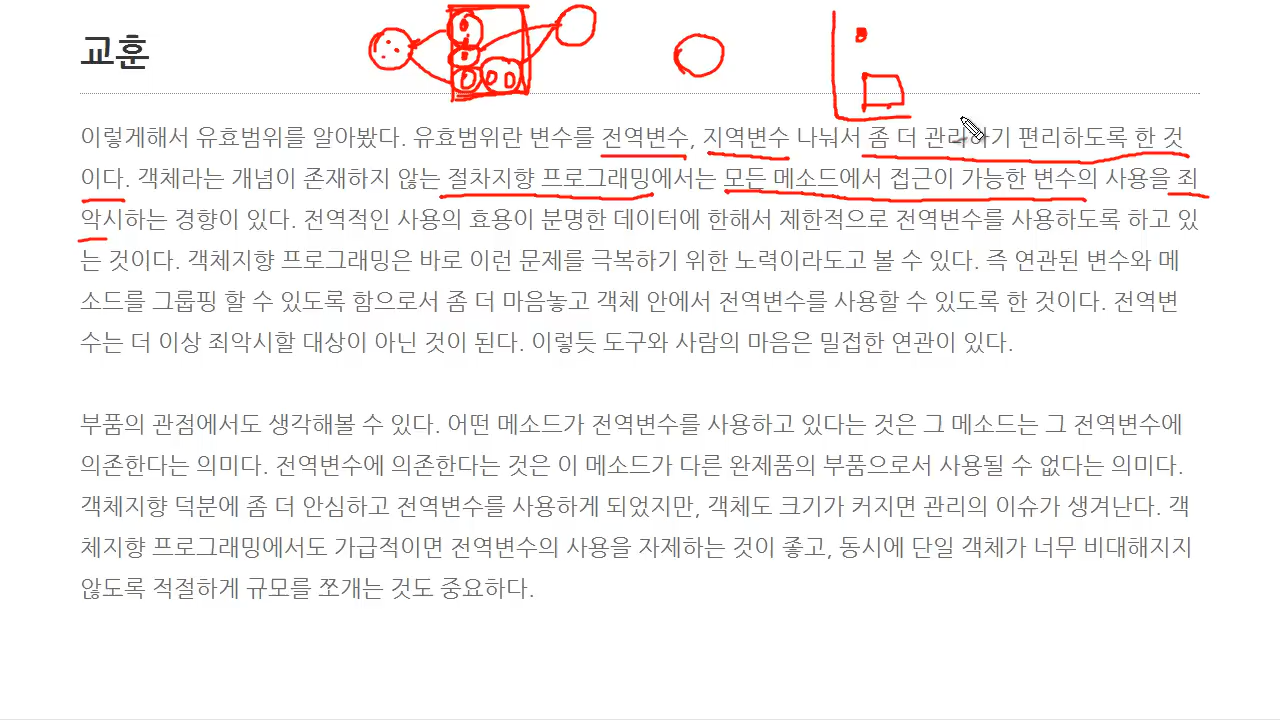 교훈
이렇게해서 유효범위를 알아봤다. 유효범위란 변수를 전역변수, 지역변수 나눠서 좀 더 관리하기 편리하도록 한 것
이다. 객체라는 개념이 존재하지 않는 절차지향 프로그래밍에서는 모든 메소드에서 접근이 가능한 변수의 사용을 죄
악시하는 경향이 있다. 전역적인 사용의 효용이 분명한 데이터에 한해서 제한적으로 전역변수를 사용하도록 하고 있
는 것이다. 객체지향 프로그래밍은 바로 이런 문제를 극복하기 위한 노력이라도고 볼 수 있다. 즉 연관된 변수와 메
소드를 그룹핑 할 수 있도록 함으로서 좀 더 마음놓고 객체 안에서 전역변수를 사용할 수 있도록 한 것이다. 전역변
수는 더 이상 죄악시할 대상이 아닌 것이 된다. 이렇듯 도구와 사람의 마음은 밀접한 연관이 있다.
부품의 관점에서도 생각해볼 수 있다. 어떤 메소드가 전역변수를 사용하고 있다는 것은 그 메소드는 그 전역변수에
의존한다는 의미다. 전역변수에 의존한다는 것은 이 메소드가 다른 완제품의 부품으로서 사용될 수 없다는 의미다.
객체지향 덕분에 좀 더 안심하고 전역변수를 사용하게 되었지만, 객체도 크기가 커지면 관리의 이슈가 생겨난다. 객
체지향 프로그래밍에서도 가급적이면 전역변수의 사용을 자제하는 것이 좋고, 동시에 단일 객체가 너무 비대해지지
않도록 적절하게 규모를 쪼개는 것도 중요하다.